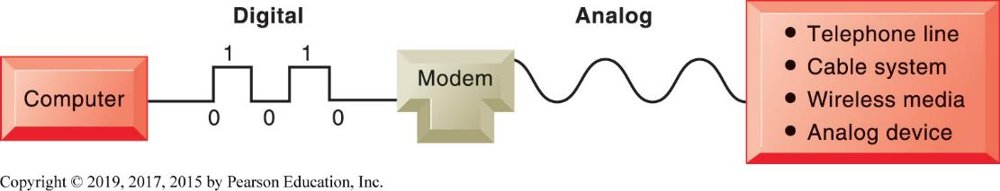 Digital
Analog
1 1
Computer
0 0 0
Modem
• Telephone line
• Cable system
• Wireless media
• Analog device
Copyright © 2019, 2017, 2015 by Pearson Education, Inc.